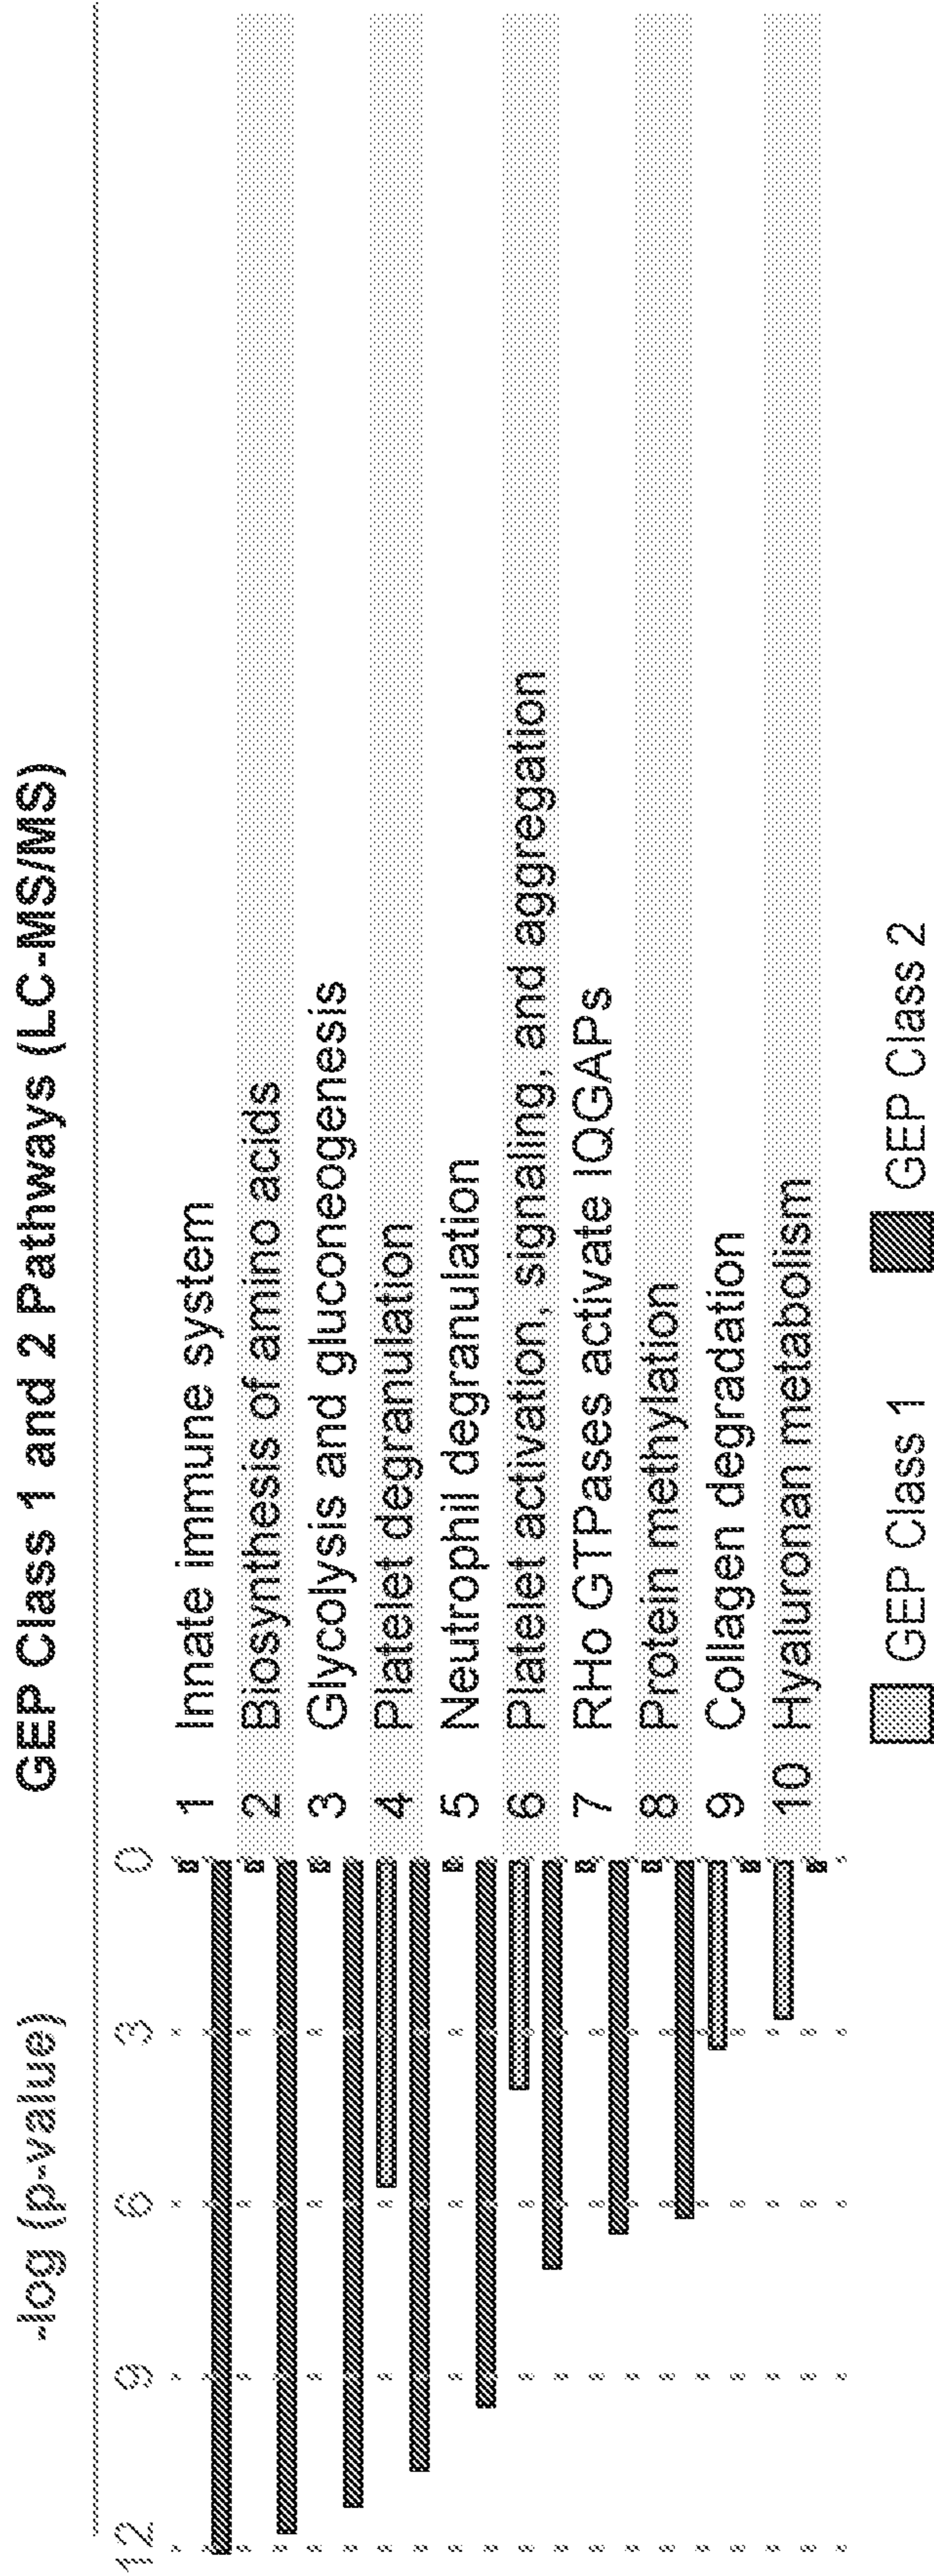 -log (p-value) GEP Class 1 and 2 Pathways (LC-MS/MS)
12 9 6 3 0
1 Innate immune system
2 Biosynthesis of amino acids
3 Glycolysis and gluconeogenesis
4 Platelet degranulation
5 Neutrophil degranulation
6 Platelet activation, signaling, and aggregation
7 RHo GTPases activate IQGAPs
8 Protein methylation
9 Collagen degradation
10 Hyaluronan metabolism
GEP Class 1 GEP Class 2